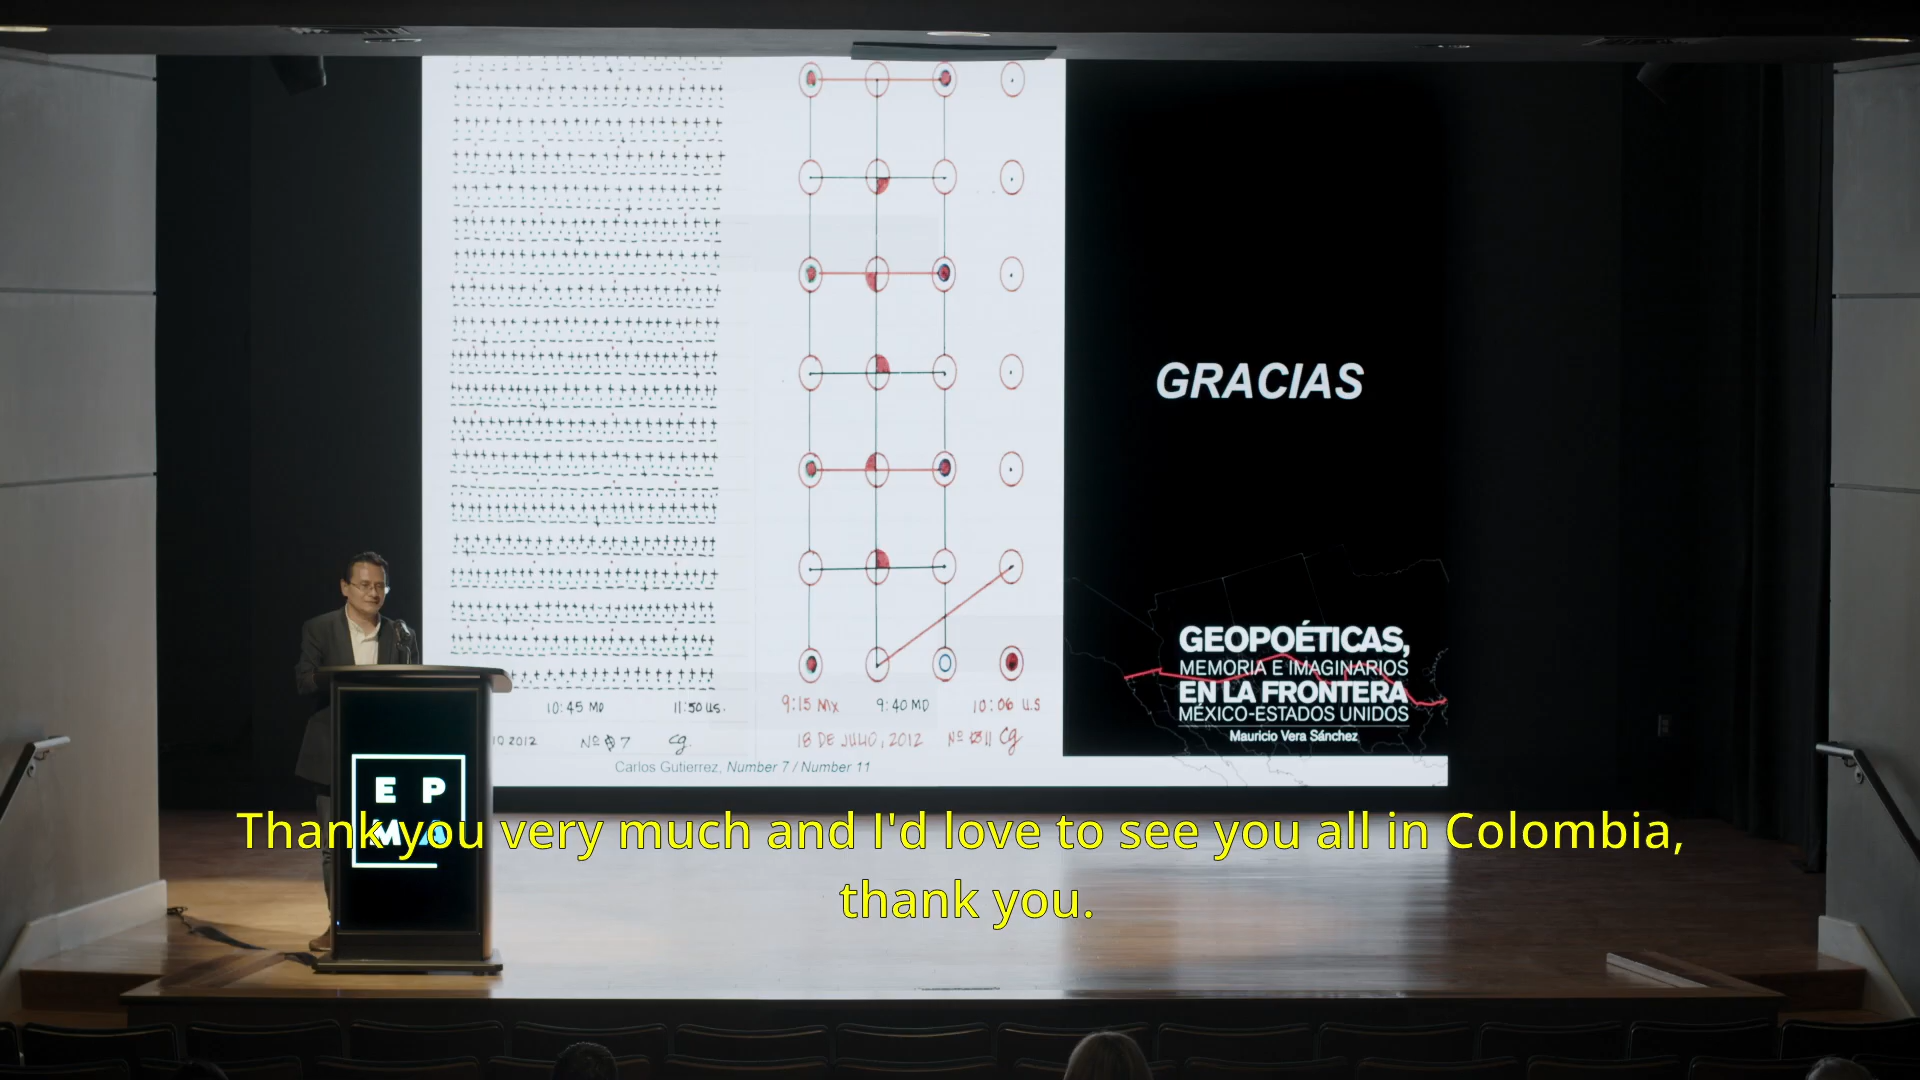 GRACIAS
GEOPOÉTICAS,
MEMORIA E IMAGINARIOS
EN LA FRONTERA
MÉXICO-ESTADOS UNIDOS
Mauricio Vera Sánchez
10:45 MD 11:50 U.S.
2012 Nº 7 cg.
9:15 MX 9:40 MD 10:06 U.S
18 DE JULIO, 2012 Nº 11 cg
Carlos Gutierrez, Number 7 / Number 11
E P
M A
Thank you very much and I'd love to see you all in Colombia,
thank you.